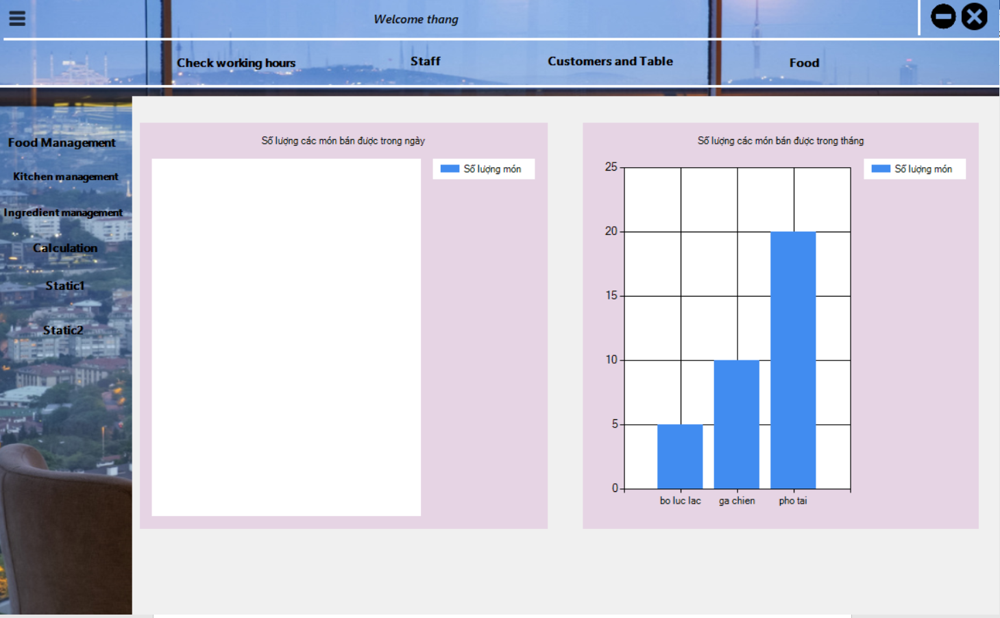 Welcome thang
Check working hours
Staff
Customers and Table
Food
Food Management
Kitchen management
Ingredient management
Calculation
Static1
Static2
Số lượng các món bán được trong ngày
Số lượng món
Số lượng các món bán được trong tháng
Số lượng món
25
20
15
10
5
0
bo luc lac
ga chien
pho tai